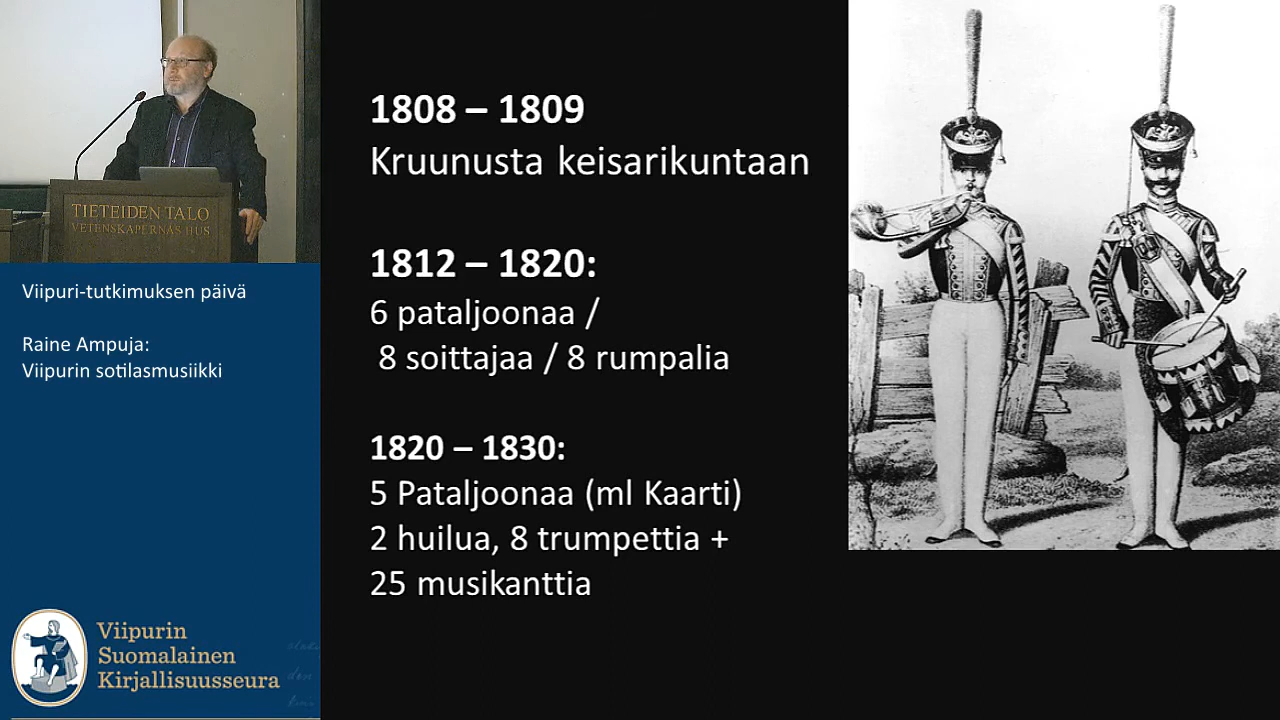 TIETEIDEN TALO
VETENSKAPERNAS HUS
Viipuri-tutkimuksen päivä
Raine Ampuja:
Viipurin sotilasmusiikki
Viipurin
Suomalainen
Kirjallisuusseura
1808 – 1809
Kruunusta keisarikuntaan
1812 – 1820:
6 pataljoonaa /
8 soittajaa / 8 rumpalia
1820 – 1830:
5 Pataljoonaa (ml Kaarti)
2 huilua, 8 trumpettia +
25 musikanttia